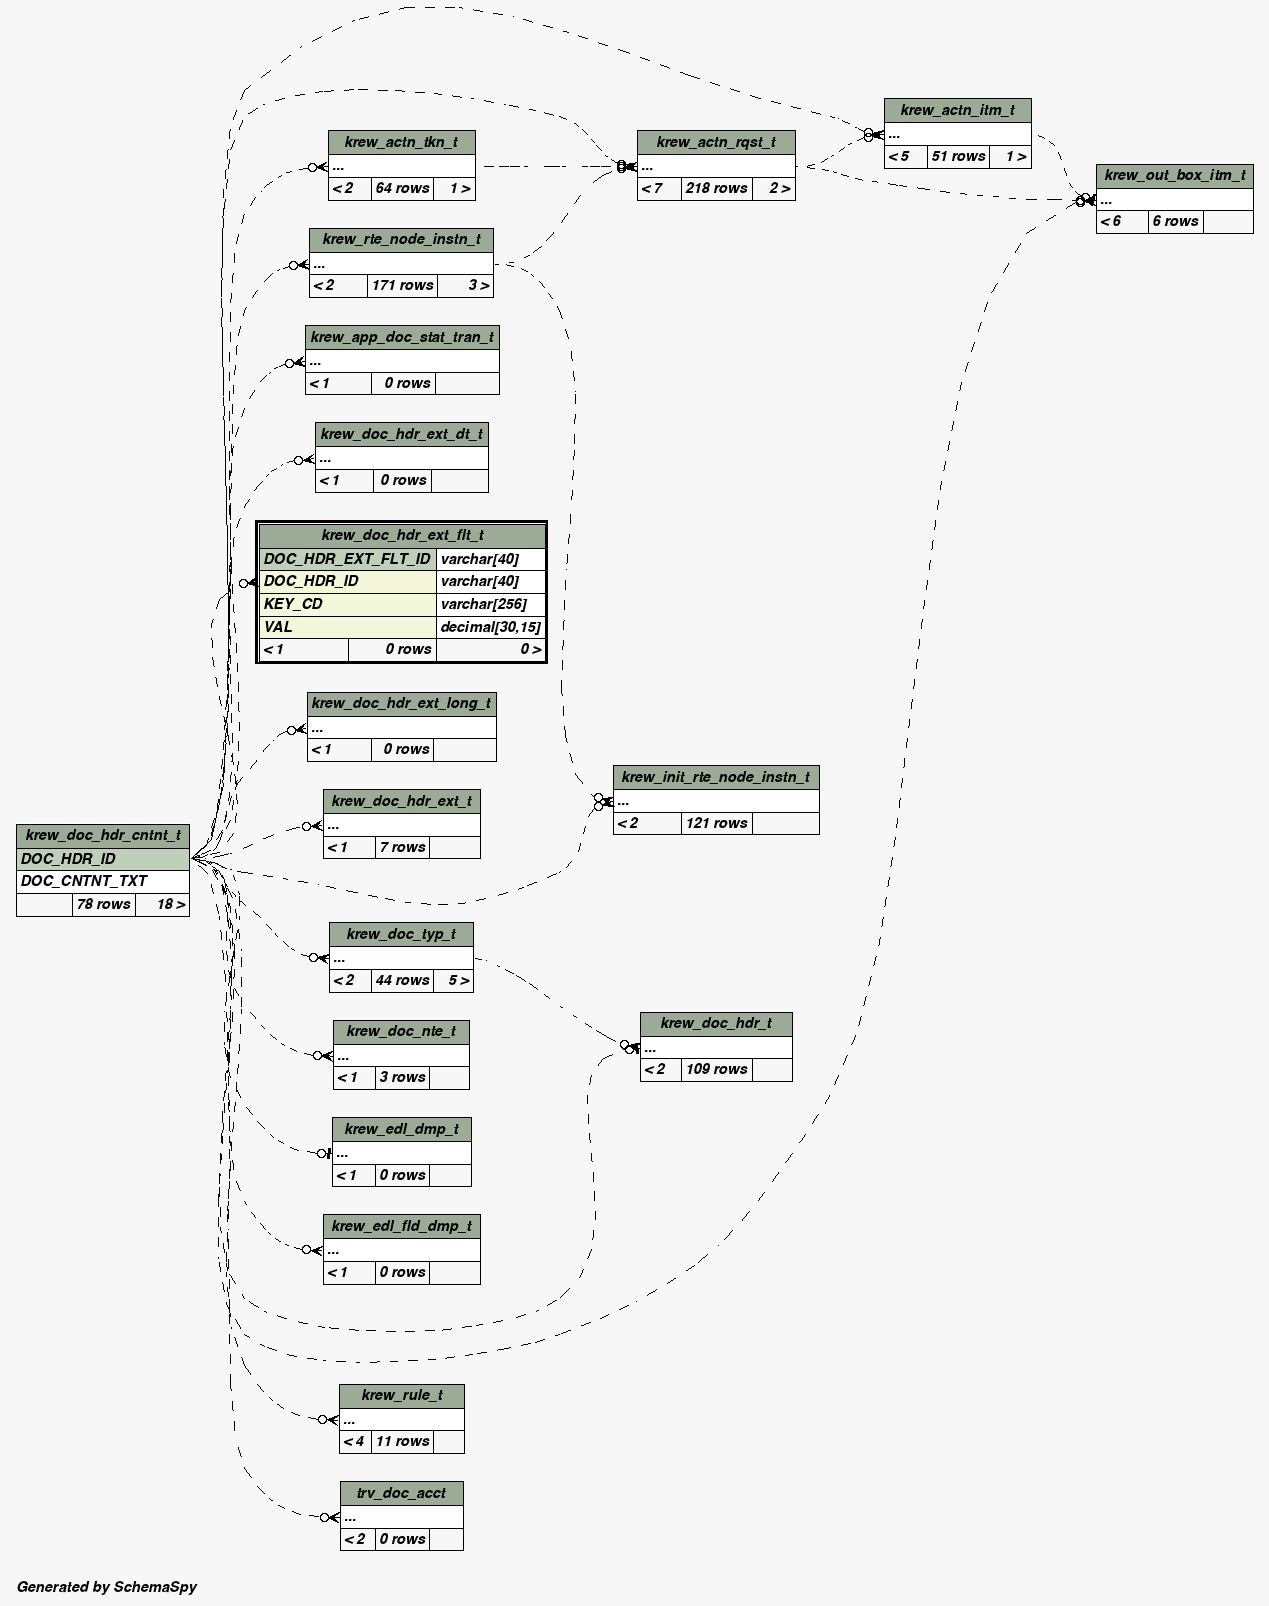 krew_actn_itm_t
...
< 5 51 rows 1 >
krew_actn_tkn_t
...
< 2 64 rows 1 >
krew_actn_rqst_t
...
< 7 218 rows 2 >
krew_out_box_itm_t
...
< 6 6 rows
krew_rte_node_instn_t
...
< 2 171 rows 3 >
krew_app_doc_stat_tran_t
...
< 1 0 rows
krew_doc_hdr_ext_dt_t
...
< 1 0 rows
krew_doc_hdr_ext_flt_t
DOC_HDR_EXT_FLT_ID varchar[40]
DOC_HDR_ID varchar[40]
KEY_CD varchar[256]
VAL decimal[30,15]
< 1 0 rows 0 >
krew_doc_hdr_ext_long_t
...
< 1 0 rows
krew_init_rte_node_instn_t
...
< 2 121 rows
krew_doc_hdr_ext_t
...
< 1 7 rows
krew_doc_hdr_cntnt_t
DOC_HDR_ID
DOC_CNTNT_TXT
78 rows 18 >
krew_doc_typ_t
...
< 2 44 rows 5 >
krew_doc_hdr_t
...
< 2 109 rows
krew_doc_nte_t
...
< 1 3 rows
krew_edl_dmp_t
...
< 1 0 rows
krew_edl_fld_dmp_t
...
< 1 0 rows
krew_rule_t
...
< 4 11 rows
trv_doc_acct
...
< 2 0 rows
Generated by SchemaSpy